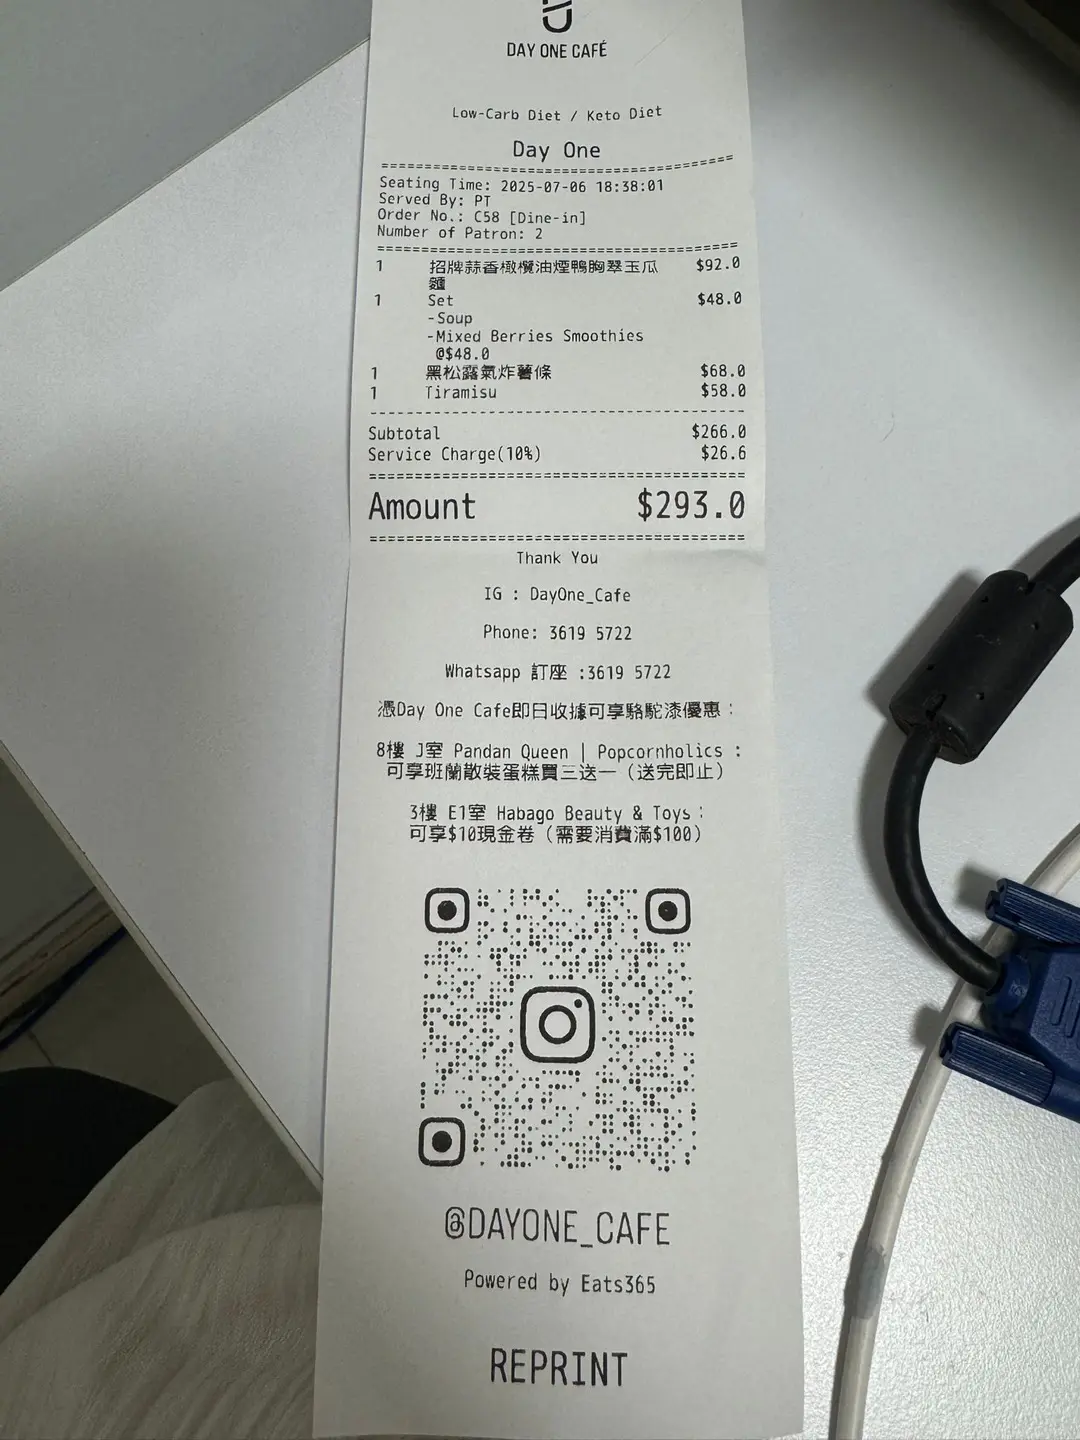 DAY ONE CAFÉ
Low-Carb Diet / Keto Diet
Day One
Seating Time: 2025-07-06 18:38:01
Served By: PT
Order No.: C58 [Dine-in]
Number of Patron: 2
1 招牌蒜香橄欖油煙鴨胸翠玉瓜 $92.0
麵
1 Set $48.0
-Soup
-Mixed Berries Smoothies
@$48.0
1 黑松露氣炸薯條 $68.0
1 Tiramisu $58.0
Subtotal $266.0
Service Charge(10%) $26.6
Amount $293.0
Thank You
IG : DayOne_Cafe
Phone: 3619 5722
Whatsapp 訂座 :3619 5722
憑Day One Cafe即日收據可享駱駝漆優惠：
8樓 J室 Pandan Queen | Popcornholics :
可享班蘭散裝蛋糕買三送一（送完即止）
3樓 E1室 Habago Beauty & Toys：
可享$10現金卷（需要消費滿$100）
@DAYONE_CAFE
Powered by Eats365
REPRINT